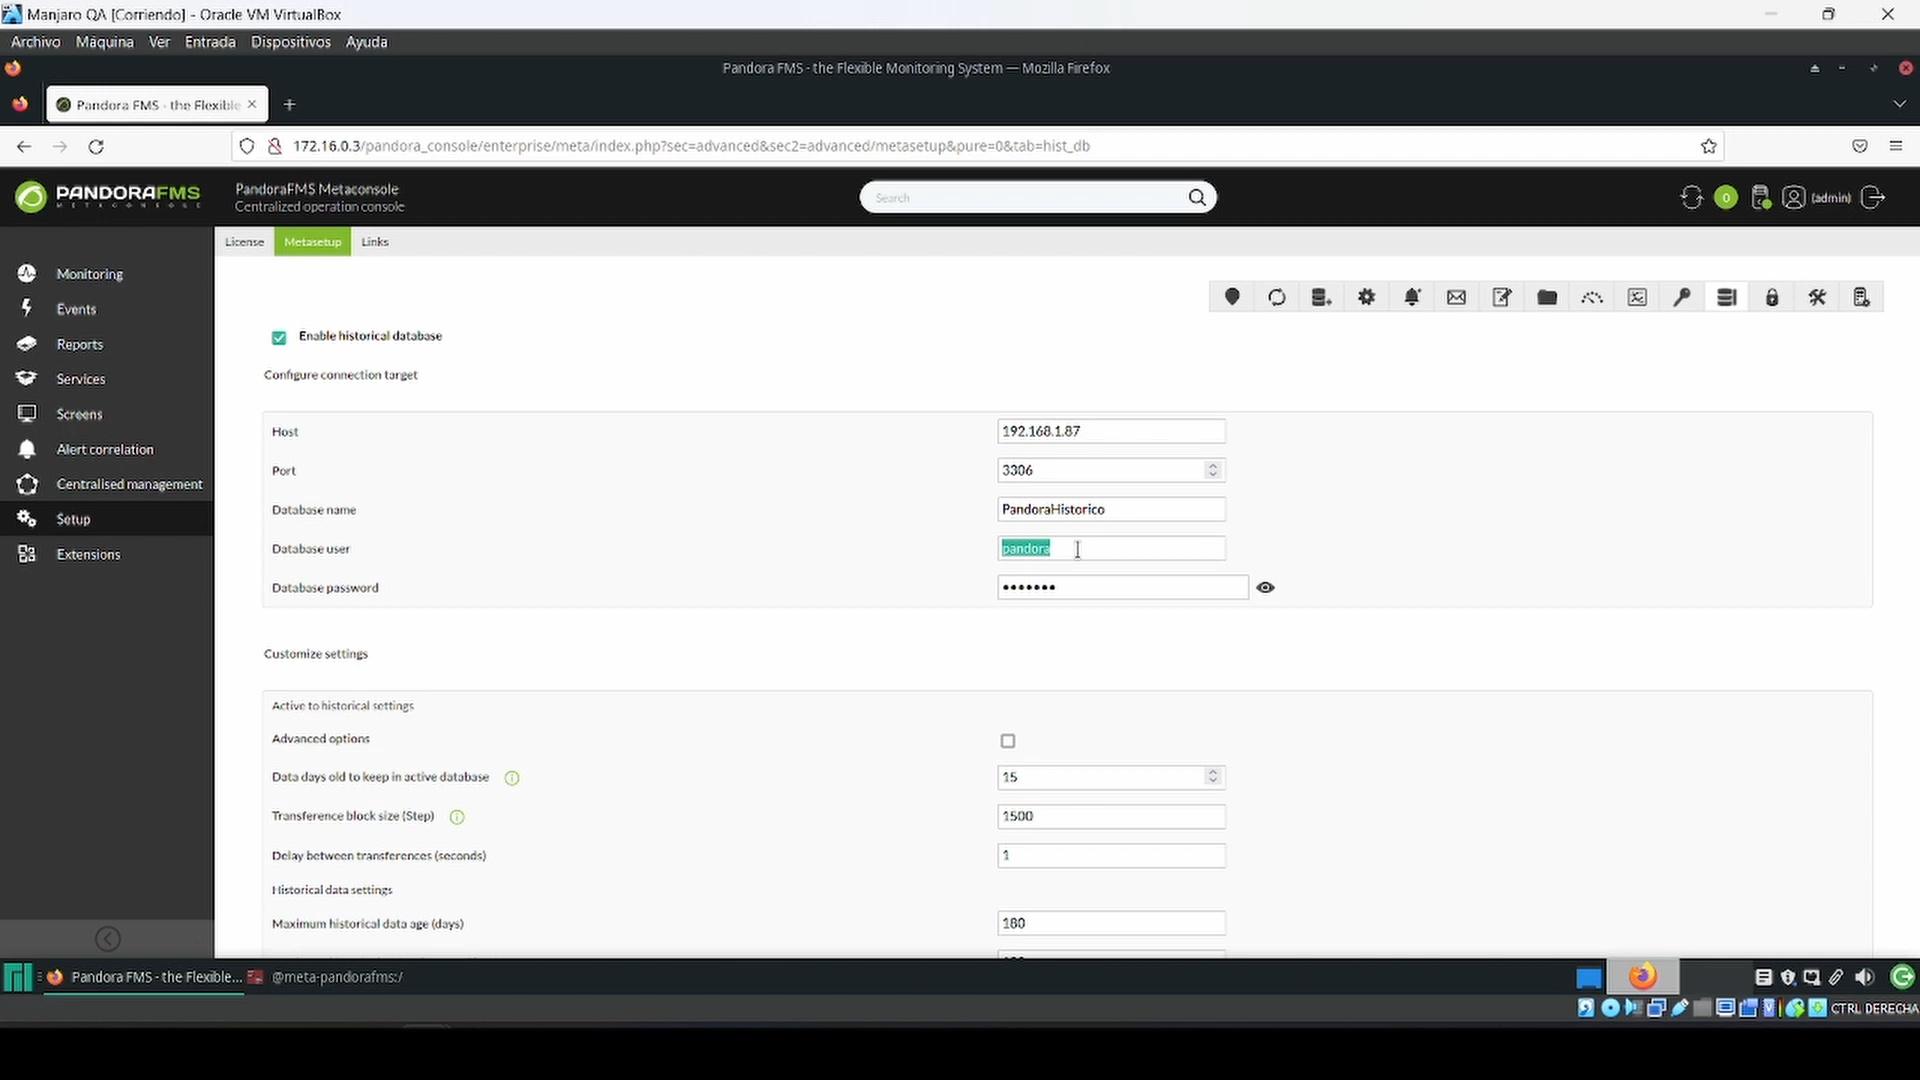 Manjaro QA [Corriendo] - Oracle VM VirtualBox
Archivo Máquina Ver Entrada Dispositivos Ayuda
Pandora FMS - the Flexible Monitoring System — Mozilla Firefox
Pandora FMS - the Flexible
172.16.0.3/pandora_console/enterprise/meta/index.php?sec=advanced&sec2=advanced/metasetup&pure=0&tab=hist_db
PANDORAFMS
METACONSOLE
PandoraFMS Metaconsole
Centralized operation console
Search
0
(admin)
License Metasetup Links
Monitoring
Events
Reports
Services
Screens
Alert correlation
Centralised management
Setup
Extensions
Enable historical database
Configure connection target
Host 192.168.1.87
Port 3306
Database name PandoraHistorico
Database user pandora
Database password •••••••
Customize settings
Active to historical settings
Advanced options
Data days old to keep in active database 15
Transference block size (Step) 1500
Delay between transferences (seconds) 1
Historical data settings
Maximum historical data age (days) 180
Pandora FMS - the Flexible... @meta-pandorafms:/
CTRL DERECHA